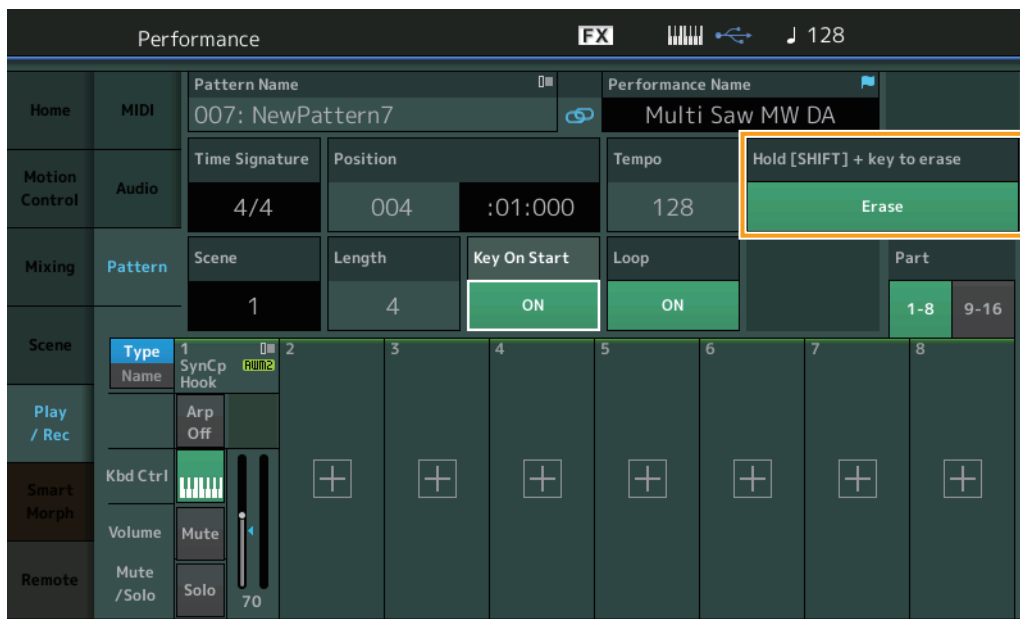 Performance
FX
♩ 128
Home
Motion
Control
Mixing
Scene
Play
/ Rec
Smart
Morph
Remote
MIDI
Audio
Pattern
Pattern Name
007: NewPattern7
Performance Name
Multi Saw MW DA
Time Signature
4/4
Position
004
:01:000
Tempo
128
Hold [SHIFT] + key to erase
Erase
Scene
1
Length
4
Key On Start
ON
Loop
ON
Part
1-8
9-16
Type
Name
1
SynCp
AWM2
Hook
2
3
4
5
6
7
8
Arp
Off
Kbd Ctrl
Volume
Mute
Mute
/Solo
Solo
70